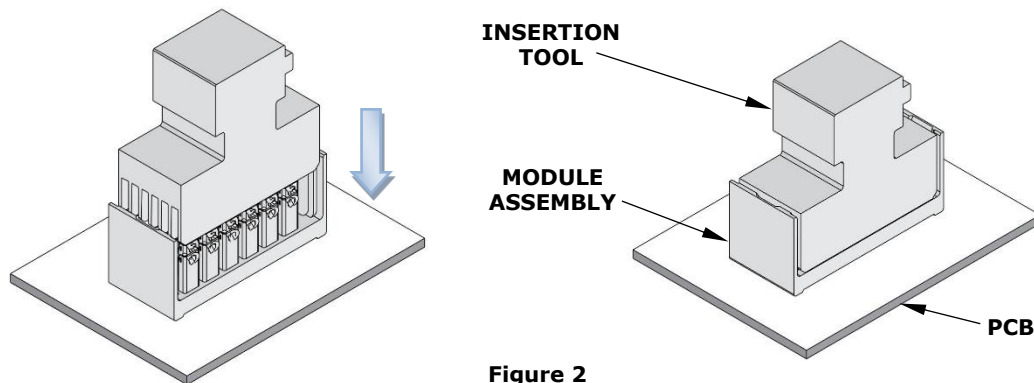 INSERTION
TOOL
MODULE
ASSEMBLY
PCB
Figure 2